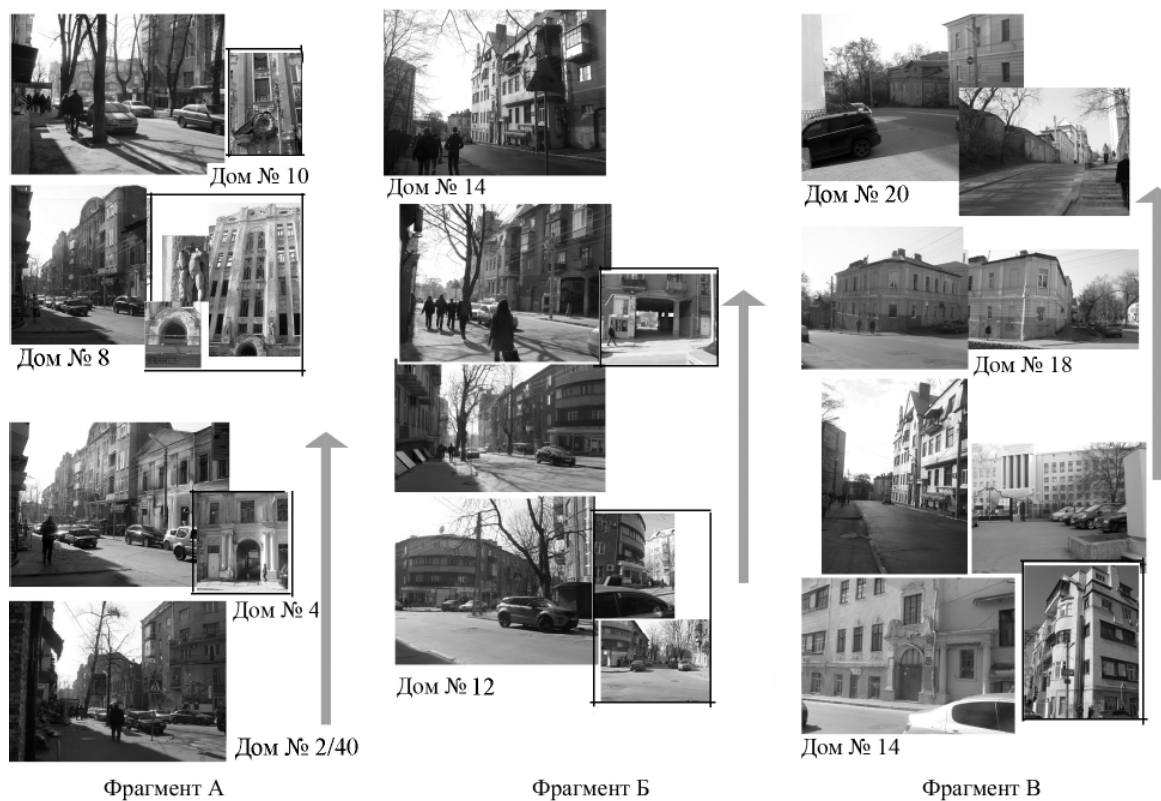 Дом № 10
Дом № 8
Дом № 4
Дом № 2/40
Фрагмент А
Дом № 14
Дом № 12
Фрагмент Б
Дом № 20
Дом № 18
Дом № 14
Фрагмент В